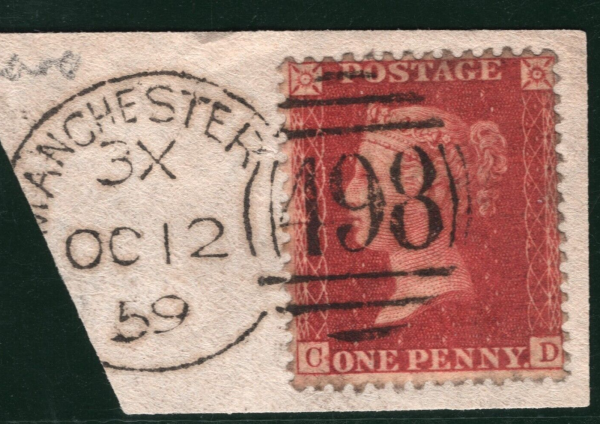 MANCHESTER
3X
OC 12
59
498
POSTAGE
C ONE PENNY. D